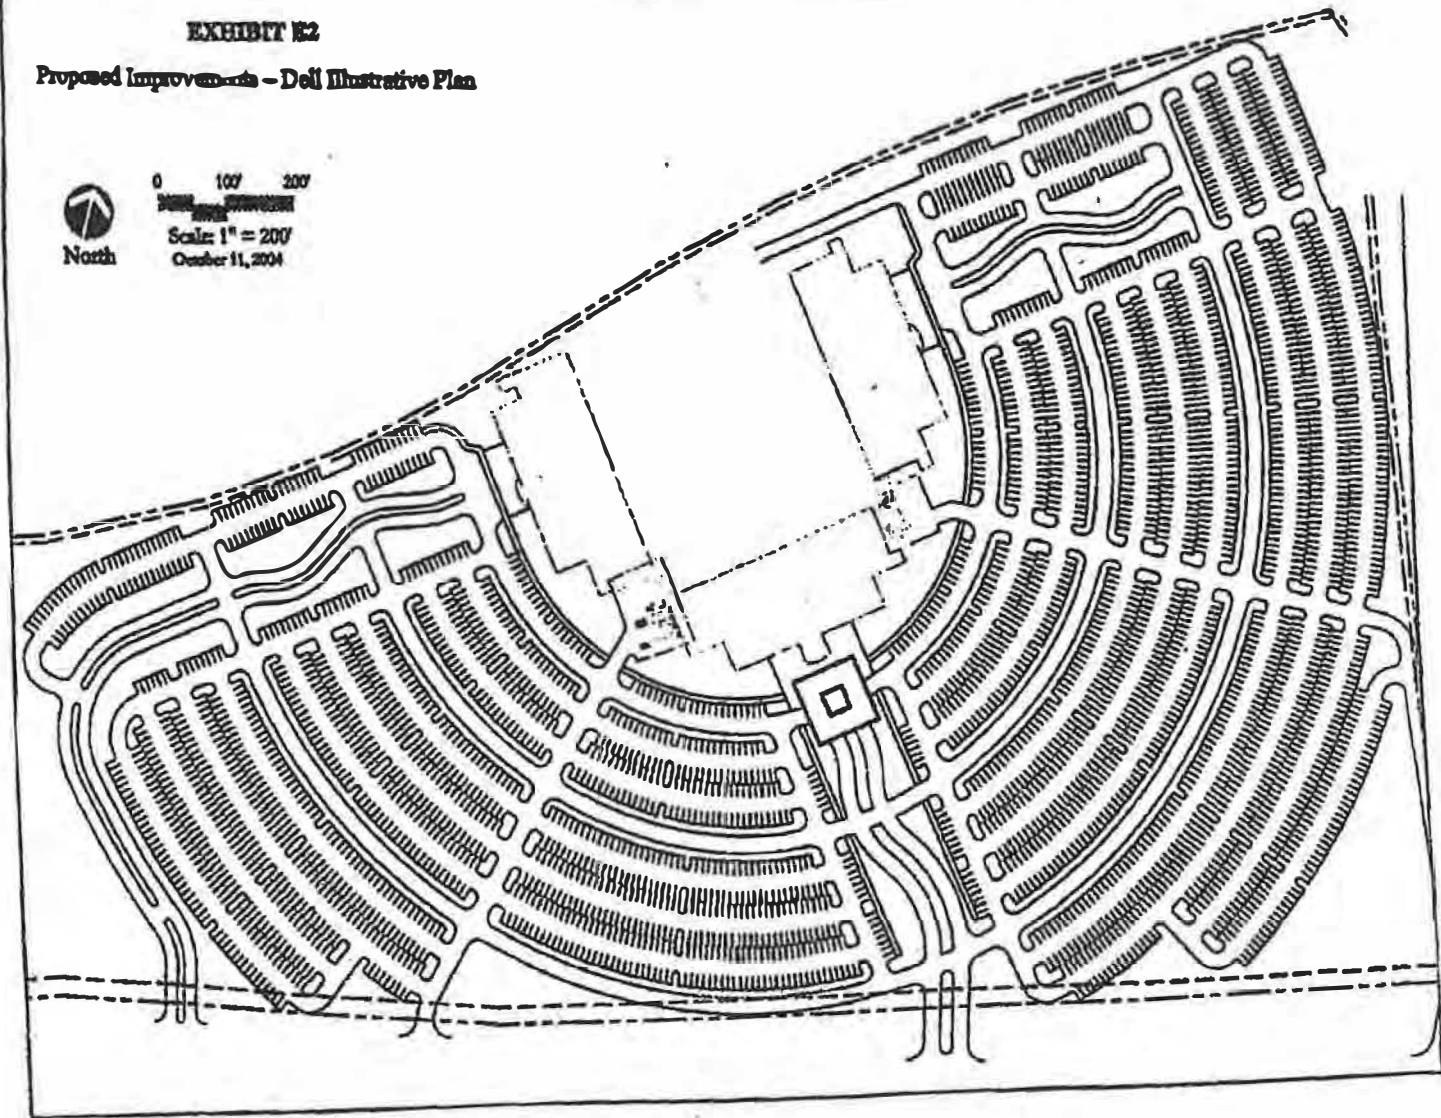 EXHIBIT E2
Proposed Improvements – Dell Illustrative Plan
0 100' 200'
Scale: 1" = 200'
North
October 11, 2004